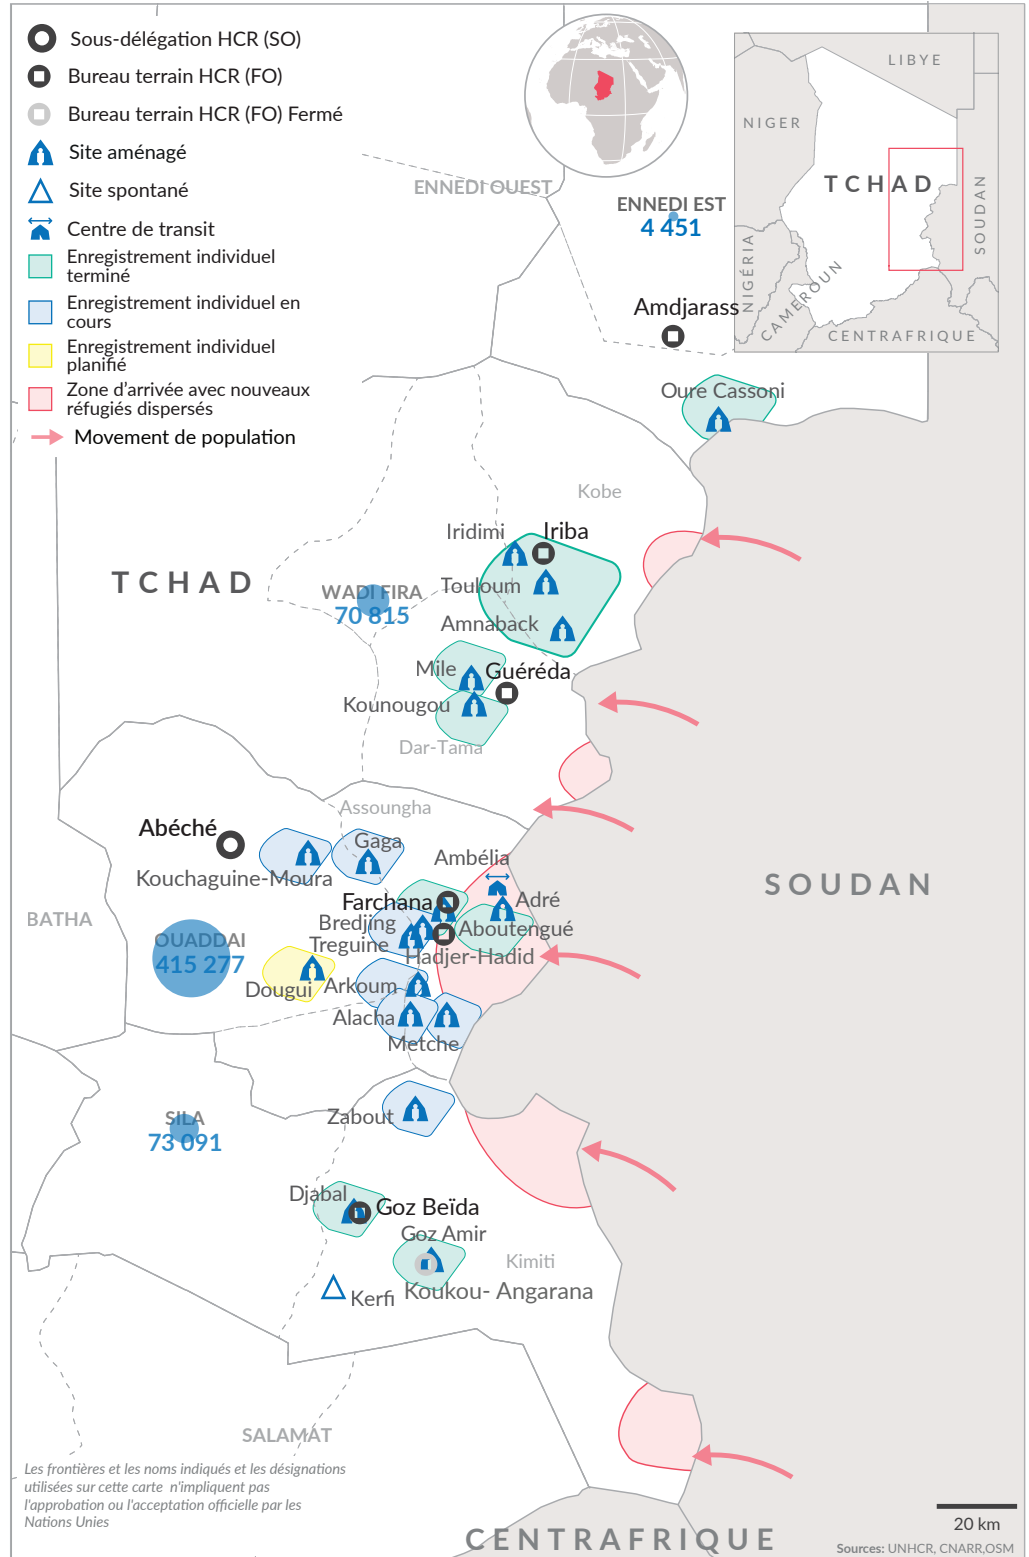 Sous-délégation HCR (SO)
Bureau terrain HCR (FO)
Bureau terrain HCR (FO) Fermé
Site aménagé
Site spontané
Centre de transit
Enregistrement individuel
terminé
Enregistrement individuel en
cours
Enregistrement individuel
planifié
Zone d'arrivée avec nouveaux
réfugiés dispersés
Movement de population
LIBYE
NIGER
TCHAD
SOUDAN
NIGÉRIA
CAMEROUN
CENTRAFRIQUE
ENNEDI OUEST
ENNEDI EST
4 451
Amdjarass
Oure Cassoni
Kobe
Iridimi
Iriba
TCHAD
WADI FIRA
70 815
Touloum
Amnaback
Mile
Guéréda
Kounougou
Dar-Tama
Assoungha
Abéché
Gaga
Kouchaguine-Moura
Ambélia
SOUDAN
Farchana
Adré
BATHA
Bredjing
Aboutengué
OUADDAI
415 277
Treguine
Hadjer-Hadid
Dougui
Arkoum
Alacha
Metche
SILA
73 091
Zabout
Djabal
Goz Beïda
Goz Amir
Kimiti
Kerfi
Koukou- Angarana
SALAMAT
Les frontières et les noms indiqués et les désignations
utilisées sur cette carte n'impliquent pas
l'approbation ou l'acceptation officielle par les
Nations Unies
CENTRAFRIQUE
20 km
Sources: UNHCR, CNARR,OSM